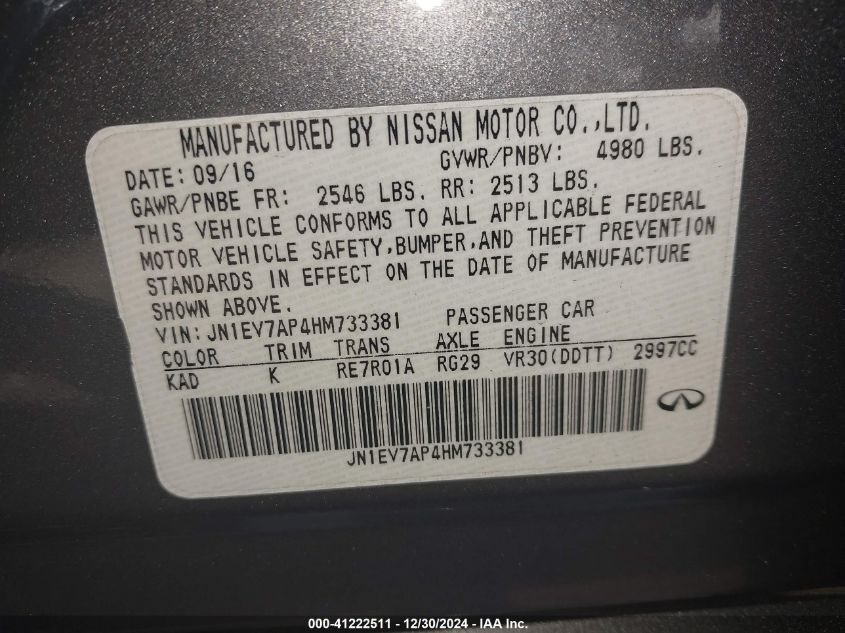 MANUFACTURED BY NISSAN MOTOR CO.,LTD.
DATE: 09/16 GVWR/PNBV: 4980 LBS.
GAWR/PNBE FR: 2546 LBS. RR: 2513 LBS.
THIS VEHICLE CONFORMS TO ALL APPLICABLE FEDERAL
MOTOR VEHICLE SAFETY,BUMPER,AND THEFT PREVENTION
STANDARDS IN EFFECT ON THE DATE OF MANUFACTURE
SHOWN ABOVE.
VIN: JN1EV7AP4HM733381 PASSENGER CAR
COLOR TRIM TRANS AXLE ENGINE
KAD K RE7R01A RG29 VR30(DDTT) 2997CC
JN1EV7AP4HM733381
000-41222511 - 12/30/2024 - IAA Inc.